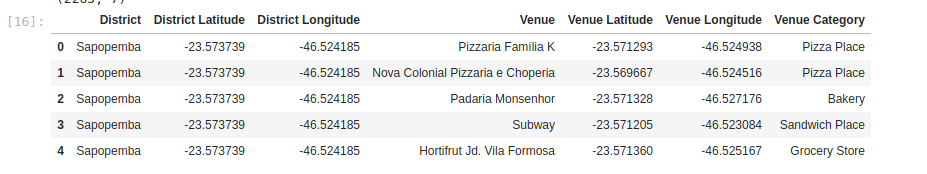 [16]:
District District Latitude District Longitude Venue Venue Latitude Venue Longitude Venue Category
0 Sapopemba -23.573739 -46.524185 Pizzaria Família K -23.571293 -46.524938 Pizza Place
1 Sapopemba -23.573739 -46.524185 Nova Colonial Pizzaria e Choperia -23.569667 -46.524516 Pizza Place
2 Sapopemba -23.573739 -46.524185 Padaria Monsenhor -23.571328 -46.527176 Bakery
3 Sapopemba -23.573739 -46.524185 Subway -23.571205 -46.523084 Sandwich Place
4 Sapopemba -23.573739 -46.524185 Hortifrut Jd. Vila Formosa -23.571360 -46.525167 Grocery Store